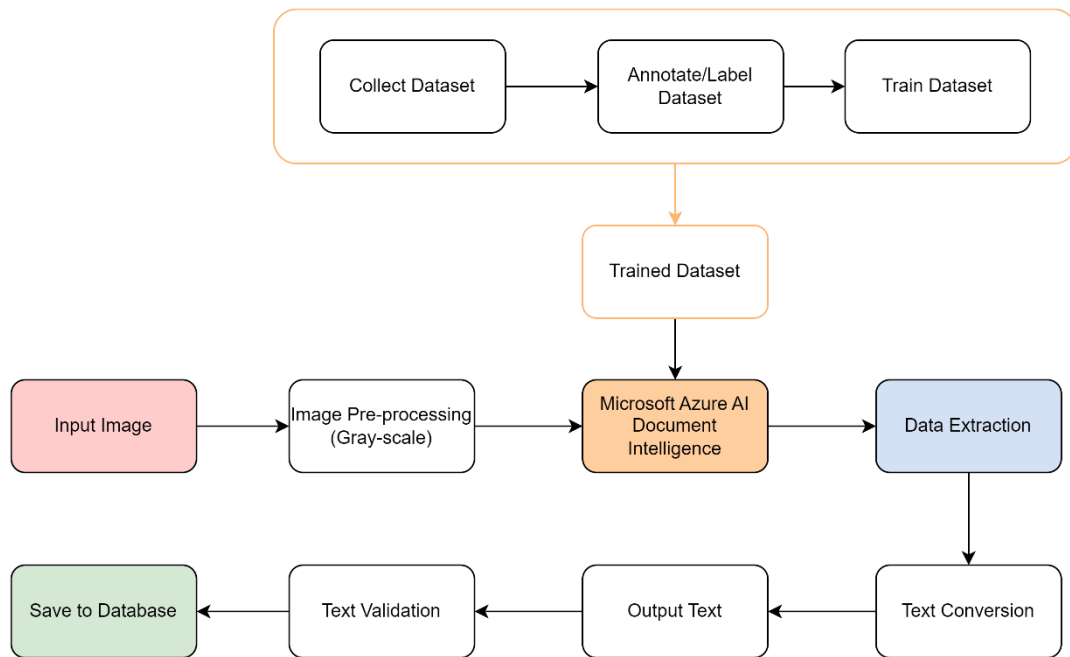 Collect Dataset
Annotate/Label
Dataset
Train Dataset
Trained Dataset
Input Image
Image Pre-processing
(Gray-scale)
Microsoft Azure AI
Document
Intelligence
Data Extraction
Save to Database
Text Validation
Output Text
Text Conversion